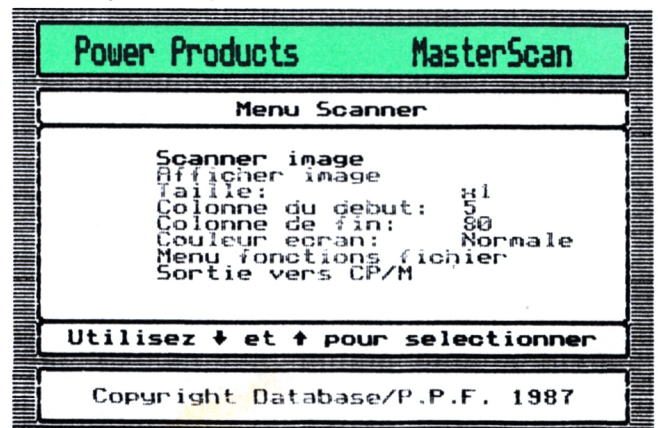 Power Products MasterScan
Menu Scanner
Scanner image
Afficher image
Taille: x1
Colonne du debut: 5
Colonne de fin: 80
Couleur ecran: Normale
Menu fonctions fichier
Sortie vers CP/M
Utilisez ↓ et ↑ pour selectionner
Copyright Database/P.P.F. 1987